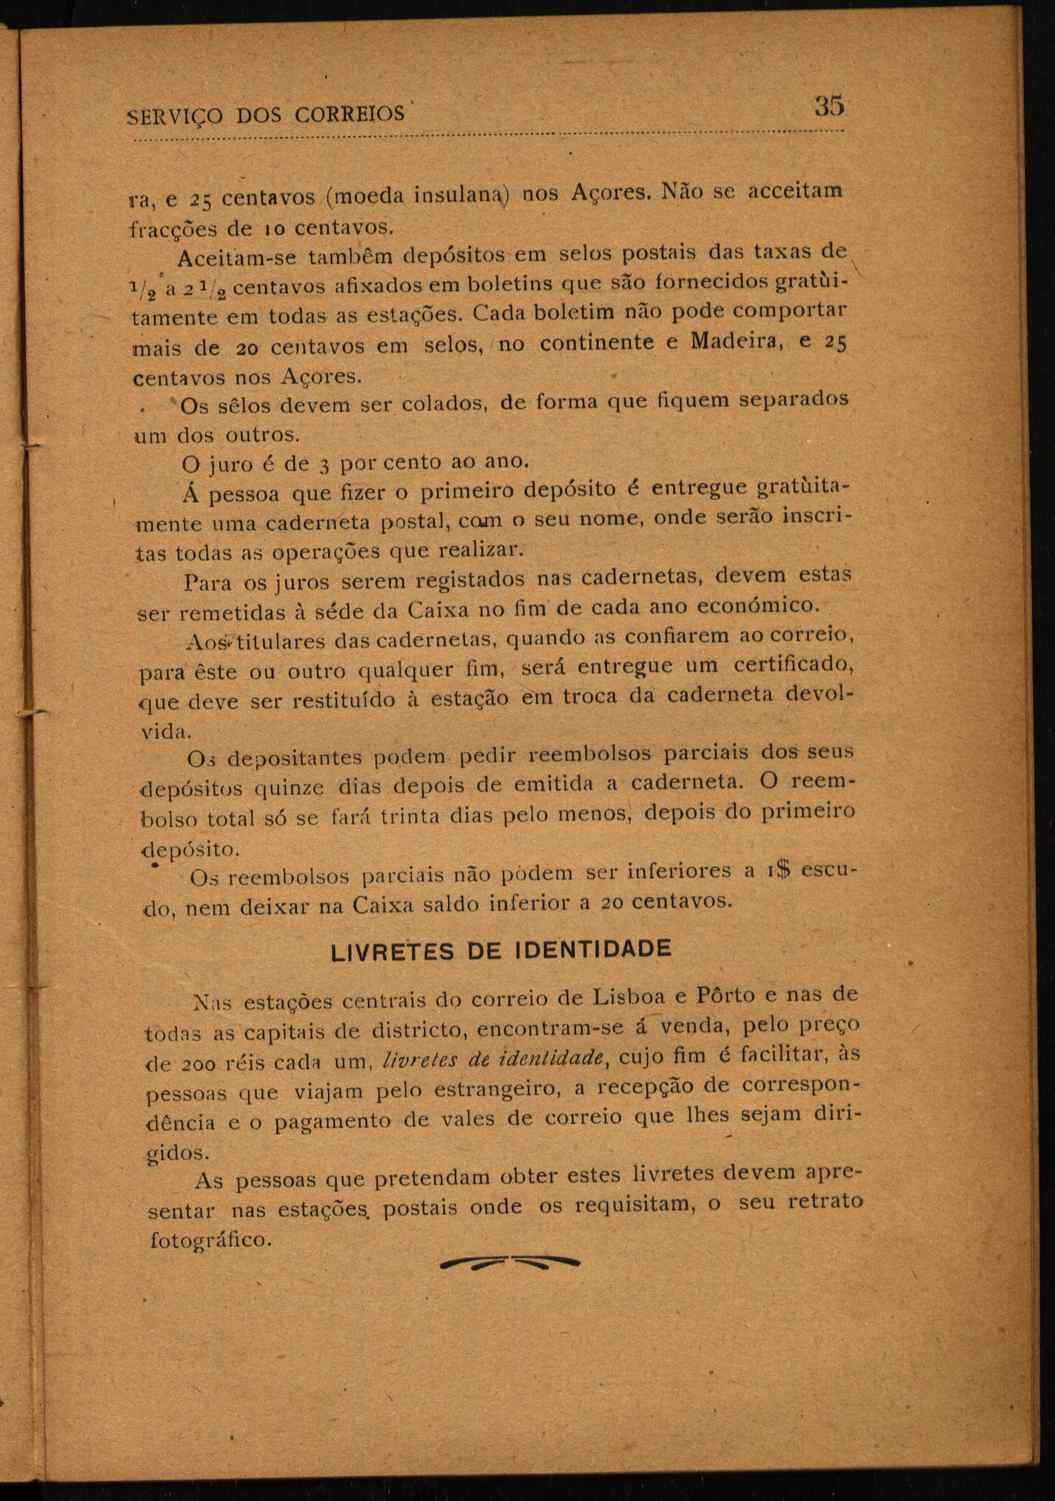 SERVIÇO DOS CORREIOS 35
ra, e 25 centavos (moeda insulana) nos Açores. Não se acceitam
fracções de 10 centavos.
Aceitam-se tambêm depósitos em selos postais das taxas de
1/2 a 2 1/2 centavos afixados em boletins que são fornecidos gratùi-
tamente em todas as estações. Cada boletim não pode comportar
mais de 20 centavos em selos, no continente e Madeira, e 25
centavos nos Açores.
Os sêlos devem ser colados, de forma que fiquem separados
um dos outros.
O juro é de 3 por cento ao ano.
Á pessoa que fizer o primeiro depósito é entregue gratùita-
mente uma caderneta postal, com o seu nome, onde serão inscri-
tas todas as operações que realizar.
Para os juros serem registados nas cadernetas, devem estas
ser remetidas à séde da Caixa no fim de cada ano económico.
Aos titulares das cadernetas, quando as confiarem ao correio,
para êste ou outro qualquer fim, será entregue um certificado,
que deve ser restituído à estação em troca da caderneta devol-
vida.
Os depositantes podem pedir reembolsos parciais dos seus
depósitos quinze dias depois de emitida a caderneta. O reem-
bolso total só se fará trinta dias pelo menos, depois do primeiro
depósito.
Os reembolsos parciais não pòdem ser inferiores a 1$ escu-
do, nem deixar na Caixa saldo inferior a 20 centavos.
LIVRETES DE IDENTIDADE
Nas estações centrais do correio de Lisboa e Pôrto e nas de
todas as capitais de districto, encontram-se á venda, pelo preço
de 200 réis cada um, livretes de identidade, cujo fim é facilitar, às
pessoas que viajam pelo estrangeiro, a recepção de correspon-
dência e o pagamento de vales de correio que lhes sejam diri-
gidos.
As pessoas que pretendam obter estes livretes devem apre-
sentar nas estações postais onde os requisitam, o seu retrato
fotográfico.